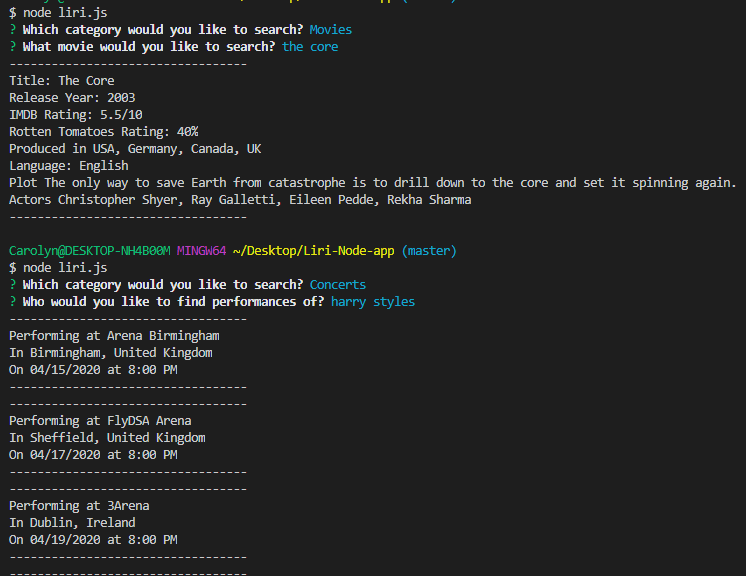 $ node liri.js
? Which category would you like to search? Movies
? What movie would you like to search? the core
----------------------------------
Title: The Core
Release Year: 2003
IMDB Rating: 5.5/10
Rotten Tomatoes Rating: 40%
Produced in USA, Germany, Canada, UK
Language: English
Plot The only way to save Earth from catastrophe is to drill down to the core and set it spinning again.
Actors Christopher Shyer, Ray Galletti, Eileen Pedde, Rekha Sharma
----------------------------------
Carolyn@DESKTOP-NH4B00M MINGW64 ~/Desktop/Liri-Node-app (master)
$ node liri.js
? Which category would you like to search? Concerts
? Who would you like to find performances of? harry styles
----------------------------------
Performing at Arena Birmingham
In Birmingham, United Kingdom
On 04/15/2020 at 8:00 PM
----------------------------------
----------------------------------
Performing at FlyDSA Arena
In Sheffield, United Kingdom
On 04/17/2020 at 8:00 PM
----------------------------------
----------------------------------
Performing at 3Arena
In Dublin, Ireland
On 04/19/2020 at 8:00 PM
----------------------------------
----------------------------------